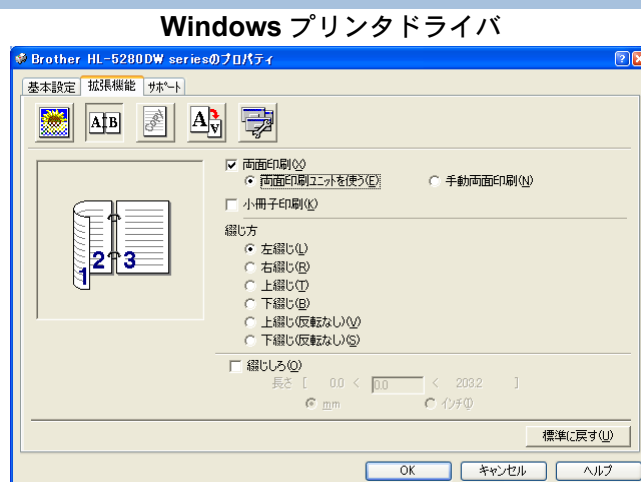 Windows プリンタドライバ
Brother HL-5280DW seriesのプロパティ
基本設定 拡張機能 サポート
A B
A
両面印刷(X)
両面印刷ユニットを使う(E) 手動両面印刷(N)
小冊子印刷(K)
綴じ方
左綴じ(L)
右綴じ(R)
上綴じ(T)
下綴じ(B)
上綴じ(反転なし)(V)
下綴じ(反転なし)(S)
1 2 3
綴じしろ(O)
長さ [ 0.0 < 0.0 < 203.2 ]
mm インチ(I)
標準に戻す(U)
OK キャンセル ヘルプ